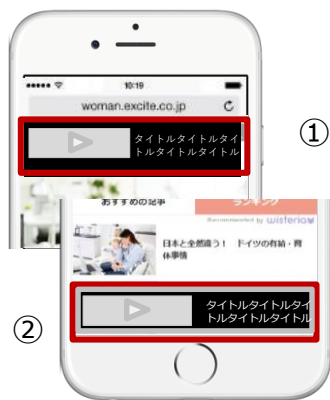 10:19
woman.excite.co.jp
タイトルタイトルタイ
トルタイトルタイトル
①
おすすめの記事
ランキング
Recommended by wisteria
日本と全然違う！ ドイツの有給・育
休事情
タイトルタイトルタイ
トルタイトルタイトル
②